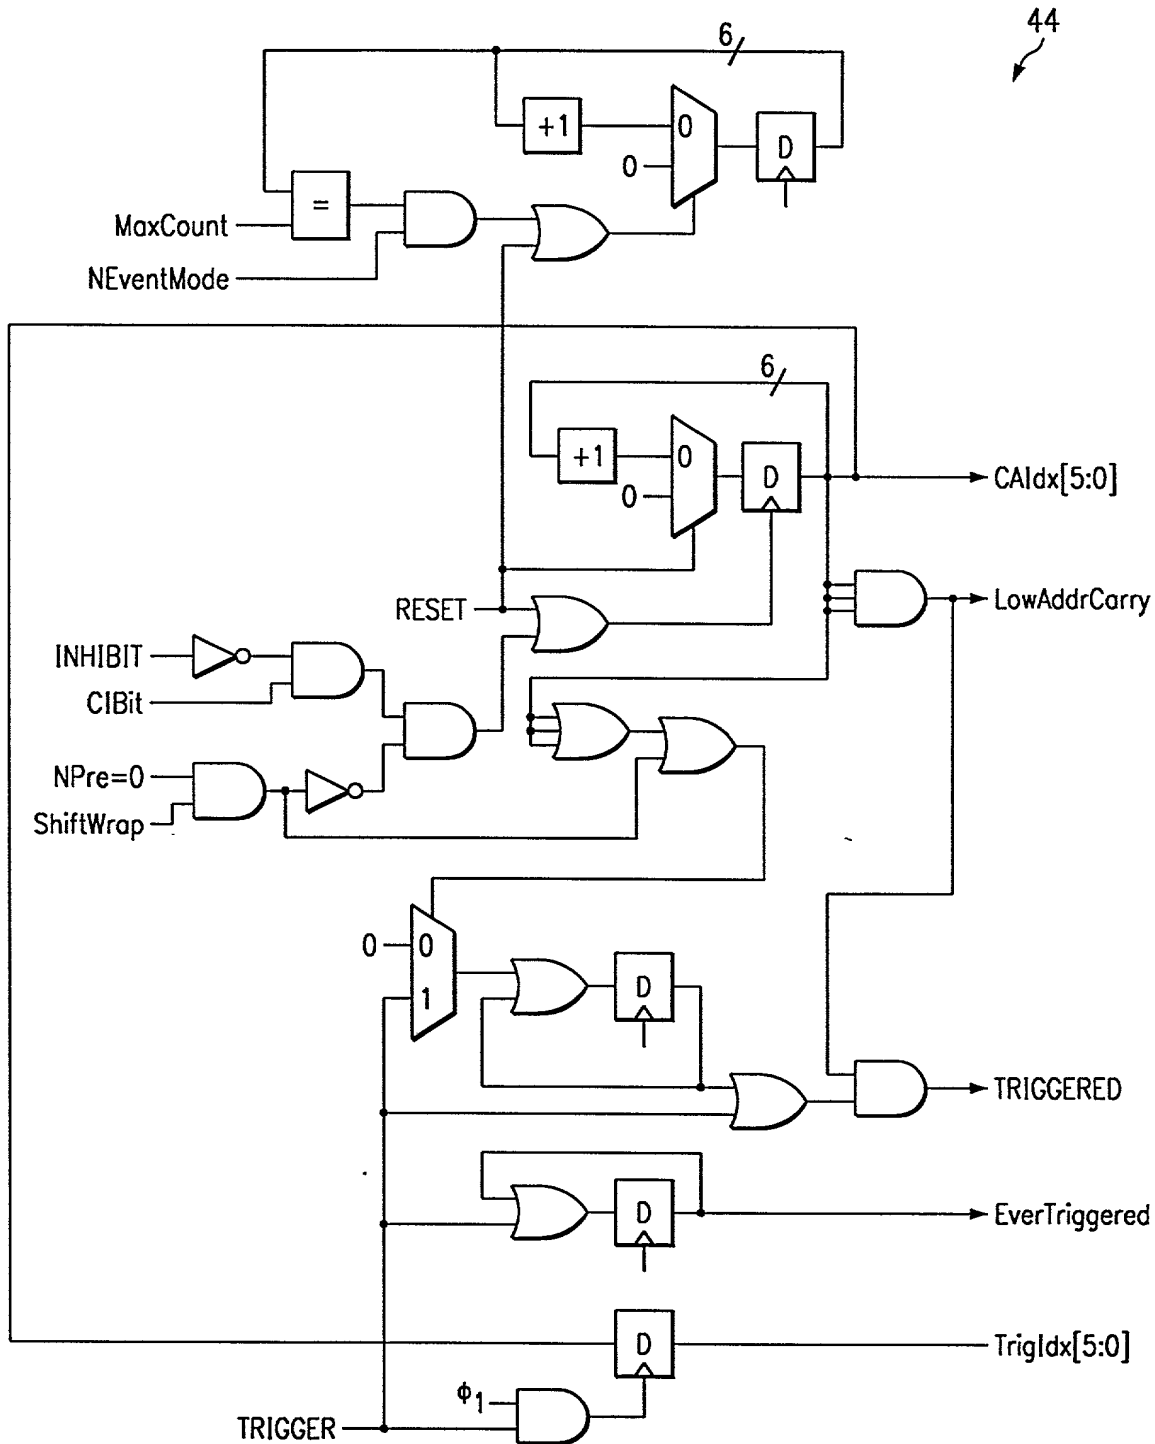 44
6
+1
0
0
D
=
MaxCount
NEventMode
6
+1
0
0
D
CAIdx[5:0]
RESET
LowAddrCarry
INHIBIT
CIBit
NPre=0
ShiftWrap
0
0
1
D
TRIGGERED
D
EverTriggered
D
TrigIdx[5:0]
ϕ1
TRIGGER